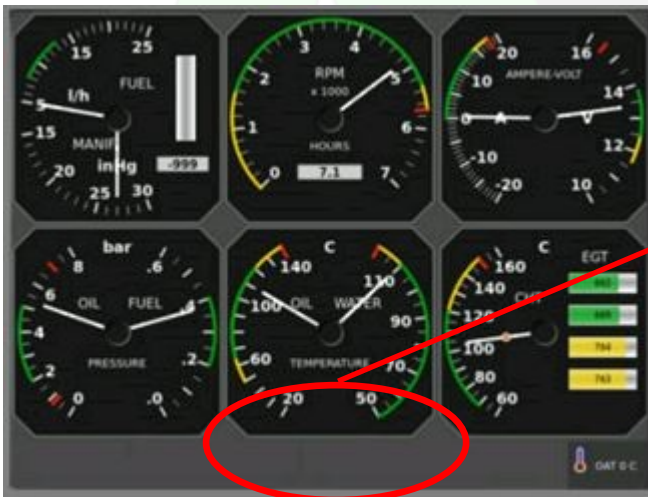 15 25
l/h FUEL
5
15 MANIF
20 inHg -999
25 30
3 4
2 RPM 5
x 1000
1 6
HOURS
0 7.1 7
20 16
10 AMPERE-VOLT 14
0 A V
-10 12
-20 10
bar
8 .6
6 OIL FUEL .4
4
PRESSURE
2 .2
0 .0
C
140 110
100 OIL WATER
90
60 TEMPERATURE 70
20 50
C
160 EGT
140
CHT
120
100
80
60
784
763
OAT 0 C